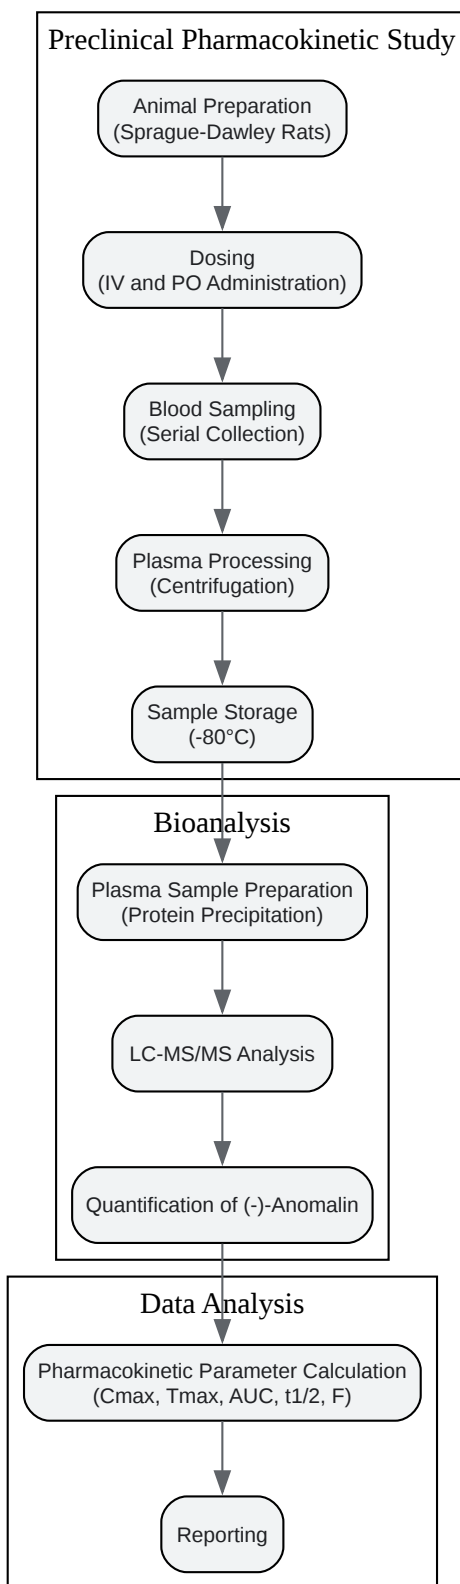 Preclinical Pharmacokinetic Study
Animal Preparation
(Sprague-Dawley Rats)
Dosing
(IV and PO Administration)
Blood Sampling
(Serial Collection)
Plasma Processing
(Centrifugation)
Sample Storage
(-80°C)
Bioanalysis
Plasma Sample Preparation
(Protein Precipitation)
LC-MS/MS Analysis
Quantification of (-)-Anomalin
Data Analysis
Pharmacokinetic Parameter Calculation
(Cmax, Tmax, AUC, t1/2, F)
Reporting